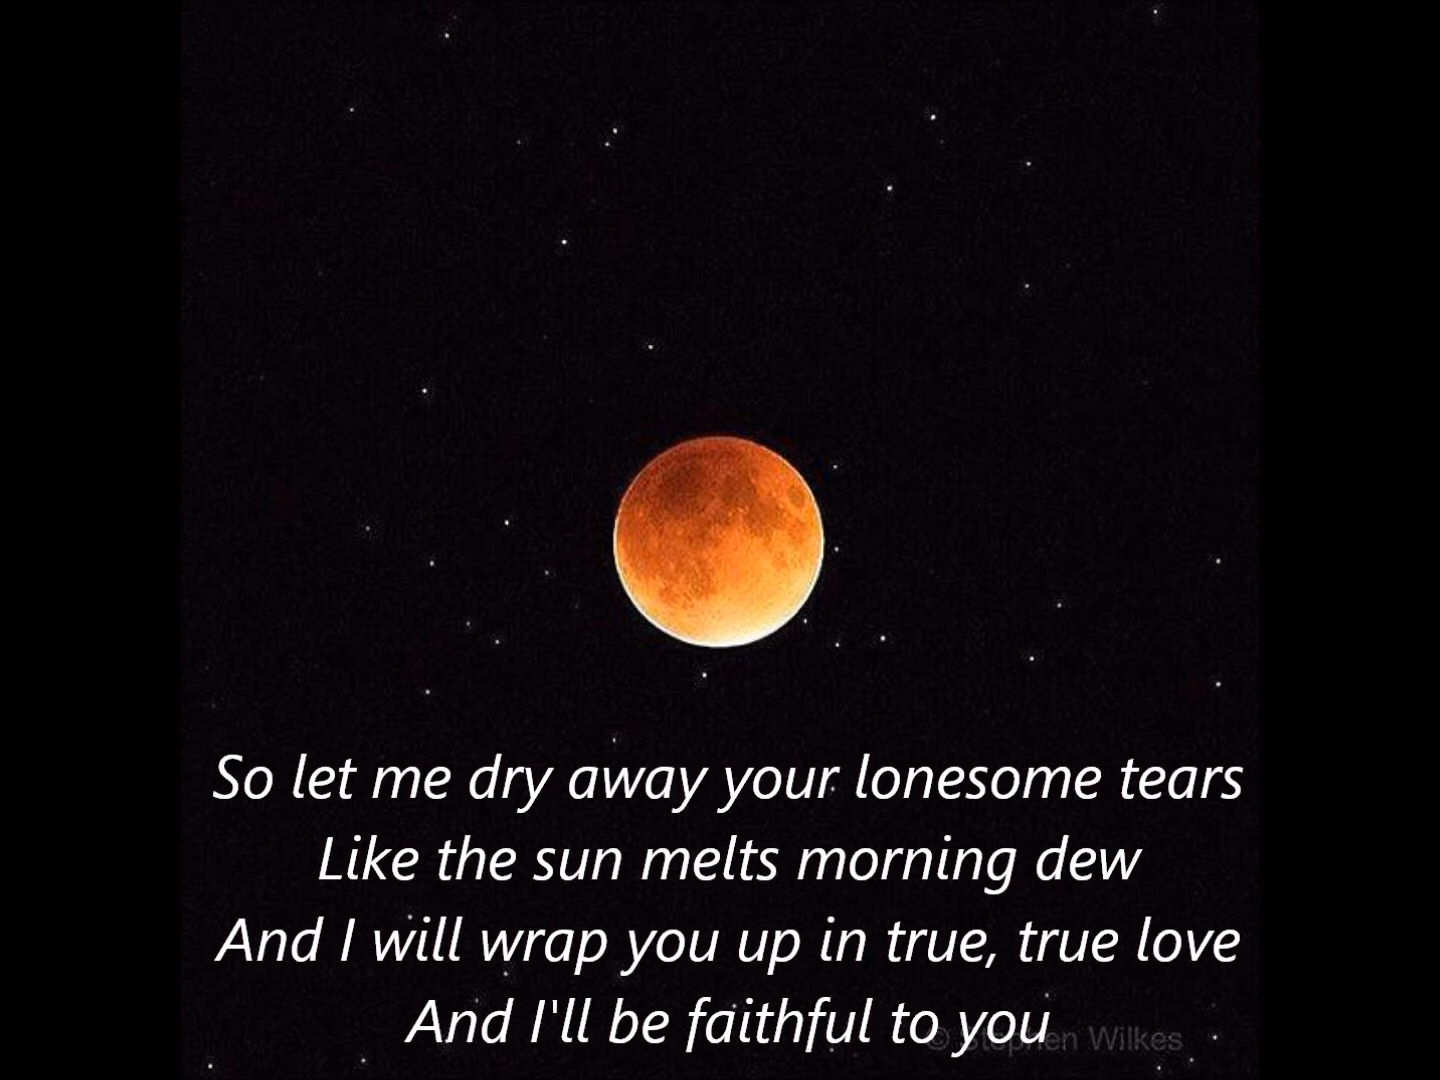 So let me dry away your lonesome tears
Like the sun melts morning dew
And I will wrap you up in true, true love
And I'll be faithful to you
© Stephen Wilkes